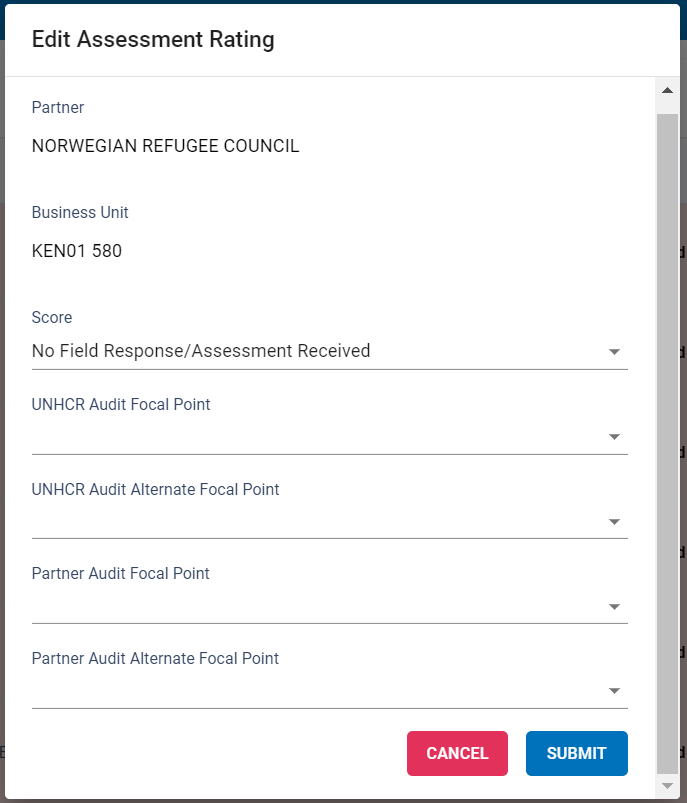 Edit Assessment Rating
Partner
NORWEGIAN REFUGEE COUNCIL
Business Unit
KEN01 580
Score
No Field Response/Assessment Received
UNHCR Audit Focal Point
UNHCR Audit Alternate Focal Point
Partner Audit Focal Point
Partner Audit Alternate Focal Point
CANCEL
SUBMIT